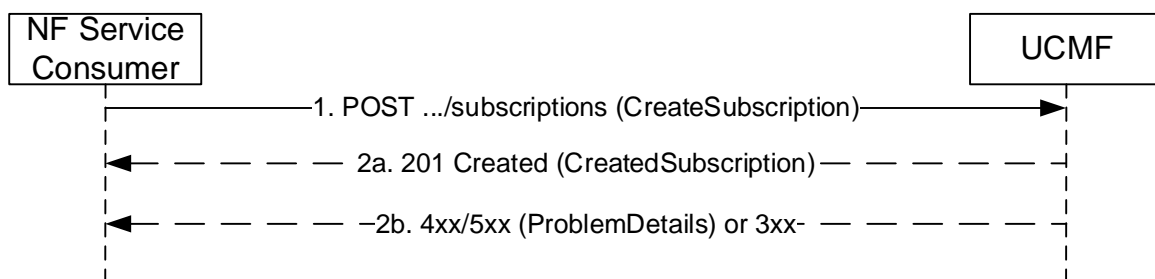 NF Service
Consumer
UCMF
1. POST .../subscriptions (CreateSubscription)
2a. 201 Created (CreatedSubscription)
2b. 4xx/5xx (ProblemDetails) or 3xx